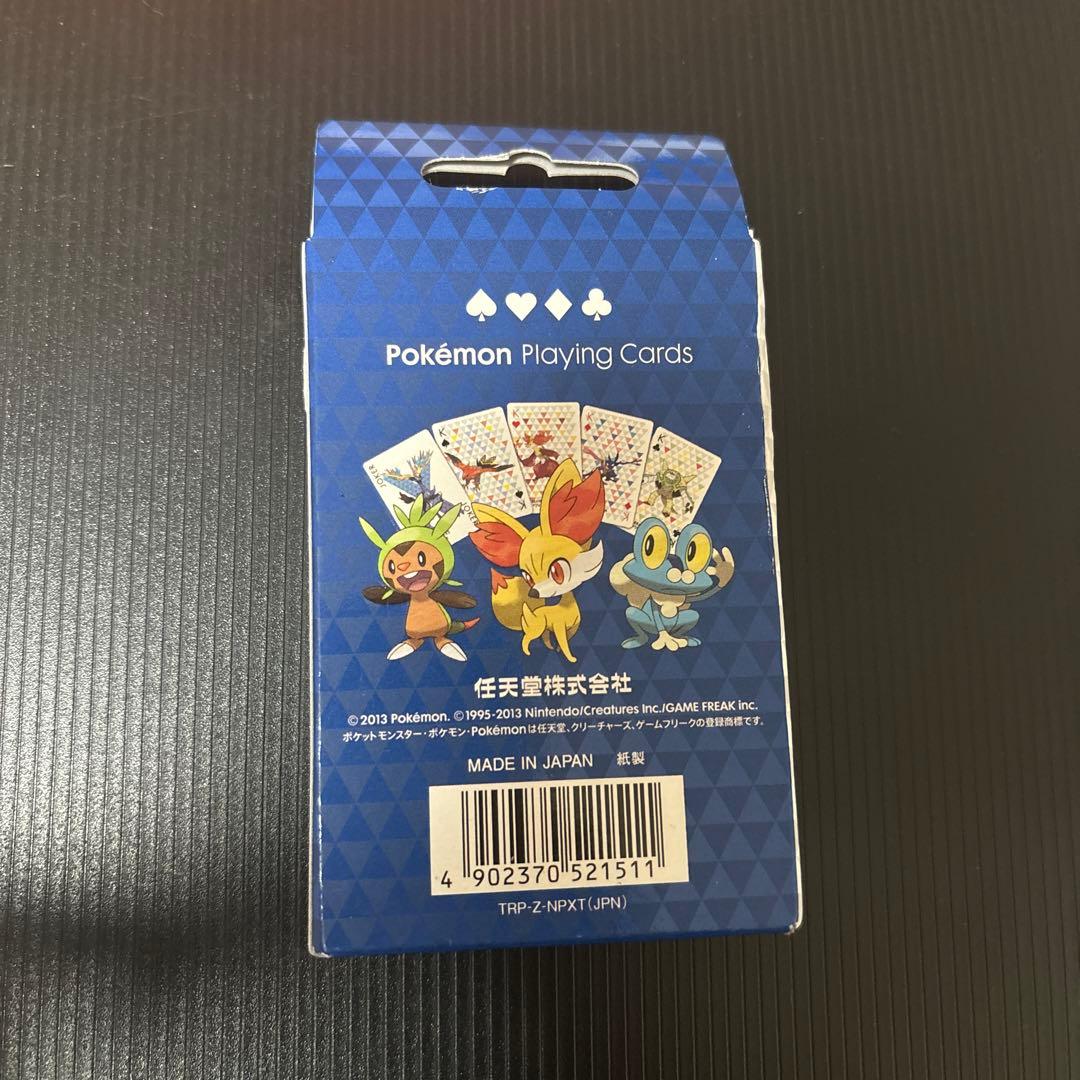 Pokémon Playing Cards
JOKER
K
K
K
K
K
任天堂株式会社
©2013 Pokémon. ©1995-2013 Nintendo/Creatures Inc./GAME FREAK inc.
ポケットモンスター・ポケモン・Pokémonは任天堂、クリーチャーズ、ゲームフリークの登録商標です。
MADE IN JAPAN 紙製
4 902370 521511
TRP-Z-NPXT(JPN)